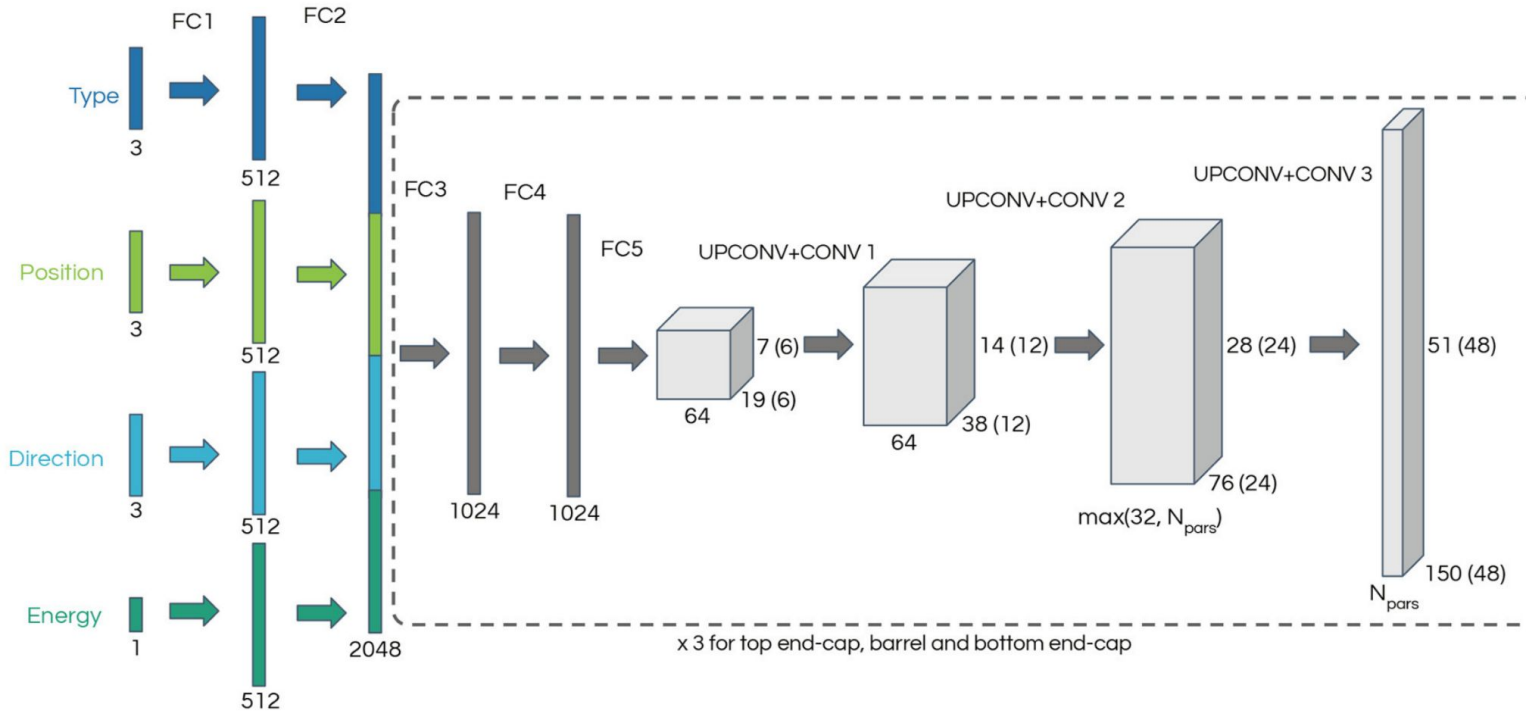 FC1
FC2
Type
3
512
Position
3
512
Direction
3
512
Energy
1
512
2048
FC3
1024
FC4
1024
FC5
64
7 (6)
19 (6)
UPCONV+CONV 1
64
14 (12)
38 (12)
UPCONV+CONV 2
max(32, N_pars)
28 (24)
76 (24)
UPCONV+CONV 3
N_pars
51 (48)
150 (48)
x 3 for top end-cap, barrel and bottom end-cap